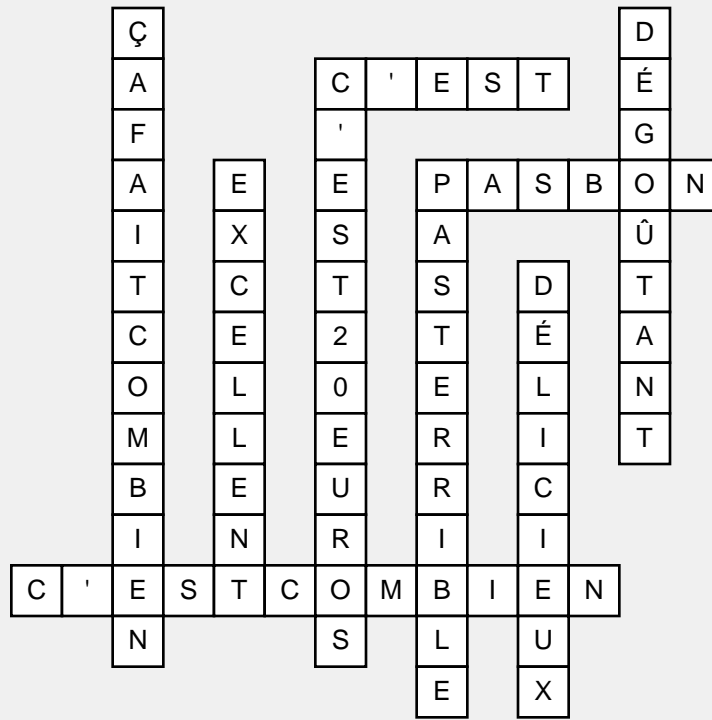 ÇAFAITCOMBIEN
DÉGOÛTANT
C'EST
C'EST20EUROS
EXCELLENT
PASBON
PASTERRIBLE
DÉLICIEUX
C'ESTCOMBIEN